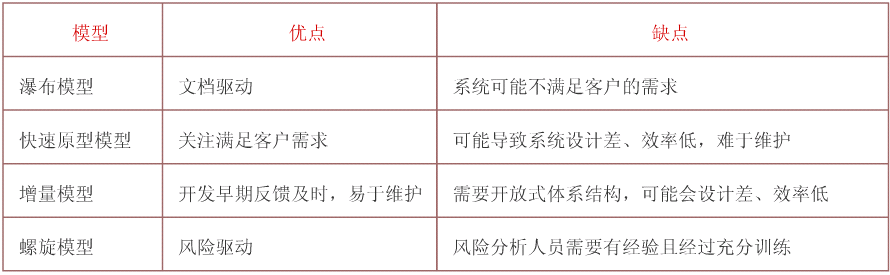 模型 优点 缺点
瀑布模型 文档驱动 系统可能不满足客户的需求
快速原型模型 关注满足客户需求 可能导致系统设计差、效率低，难于维护
增量模型 开发早期反馈及时，易于维护 需要开放式体系结构，可能会设计差、效率低
螺旋模型 风险驱动 风险分析人员需要有经验且经过充分训练